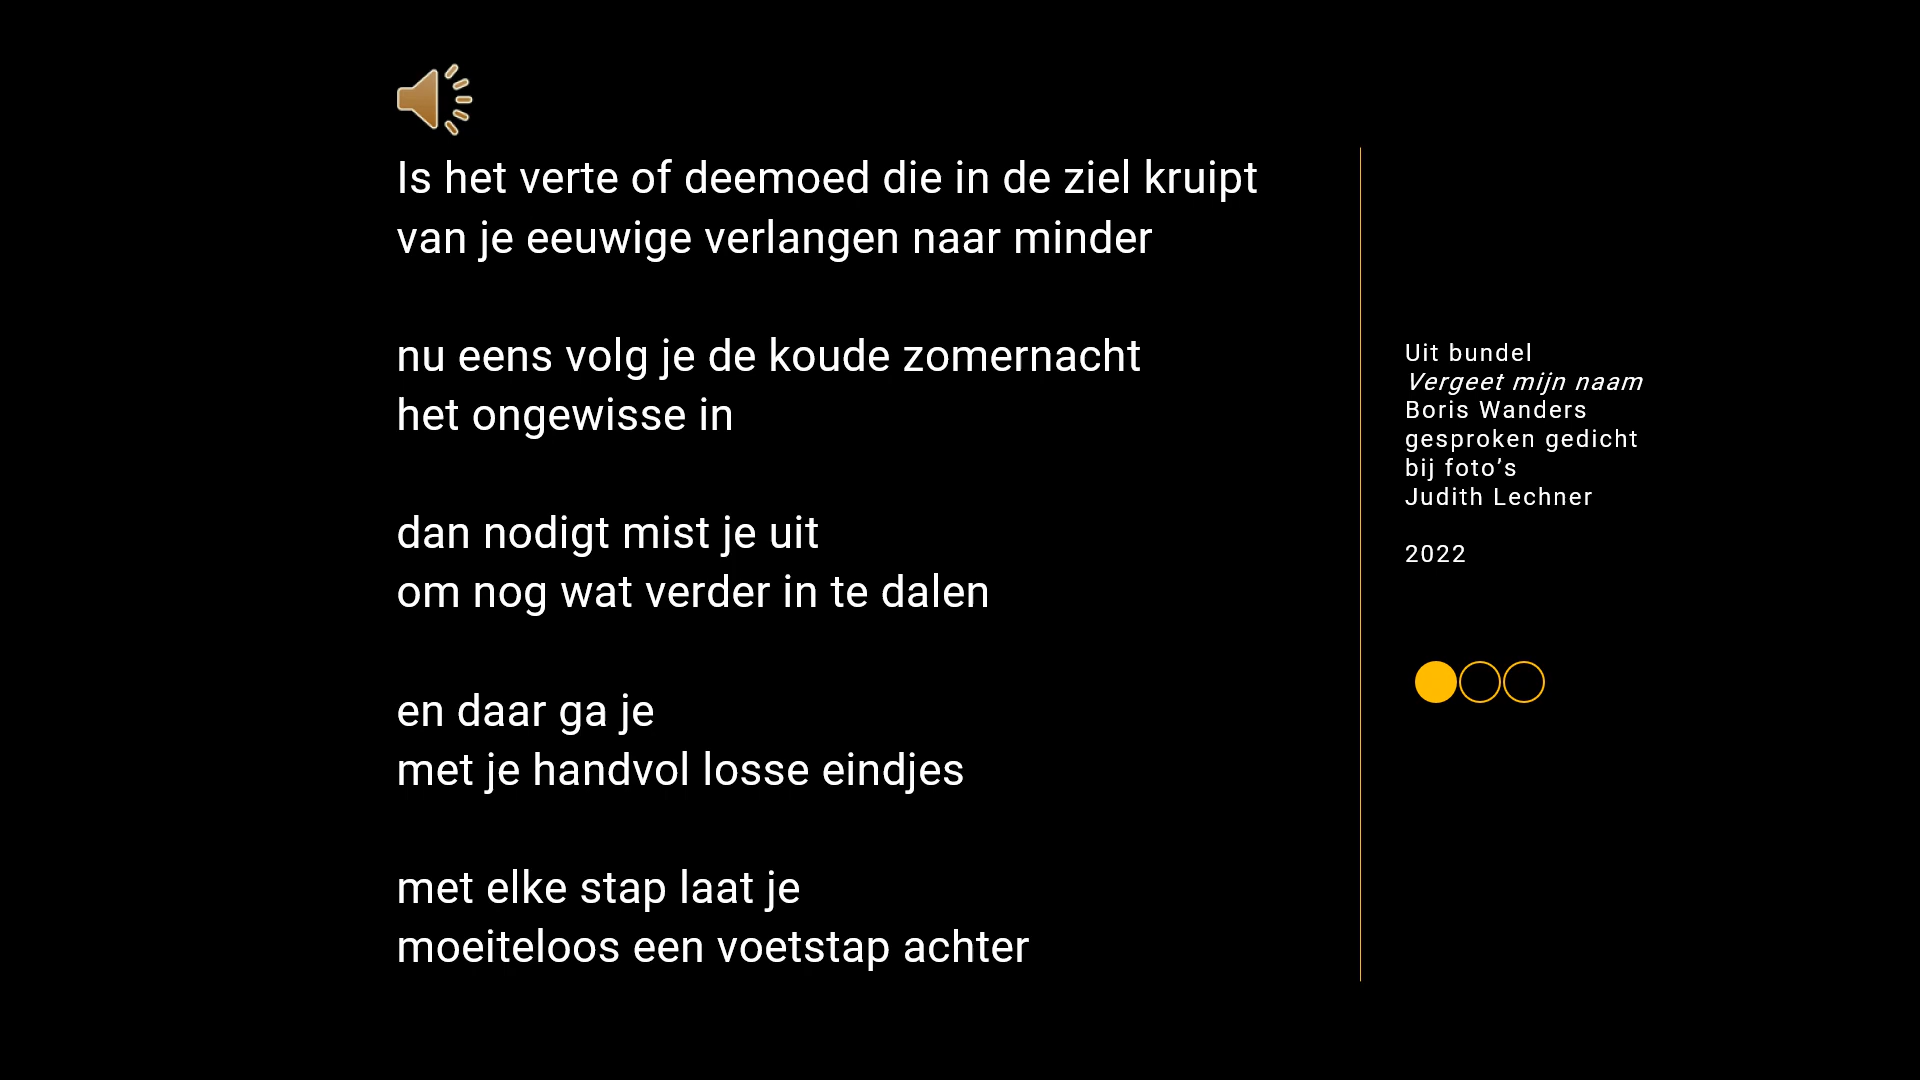 Is het verte of deemoed die in de ziel kruipt
van je eeuwige verlangen naar minder
nu eens volg je de koude zomernacht
het ongewisse in
dan nodigt mist je uit
om nog wat verder in te dalen
en daar ga je
met je handvol losse eindjes
met elke stap laat je
moeiteloos een voetstap achter
Uit bundel
Vergeet mijn naam
Boris Wanders
gesproken gedicht
bij foto’s
Judith Lechner
2022